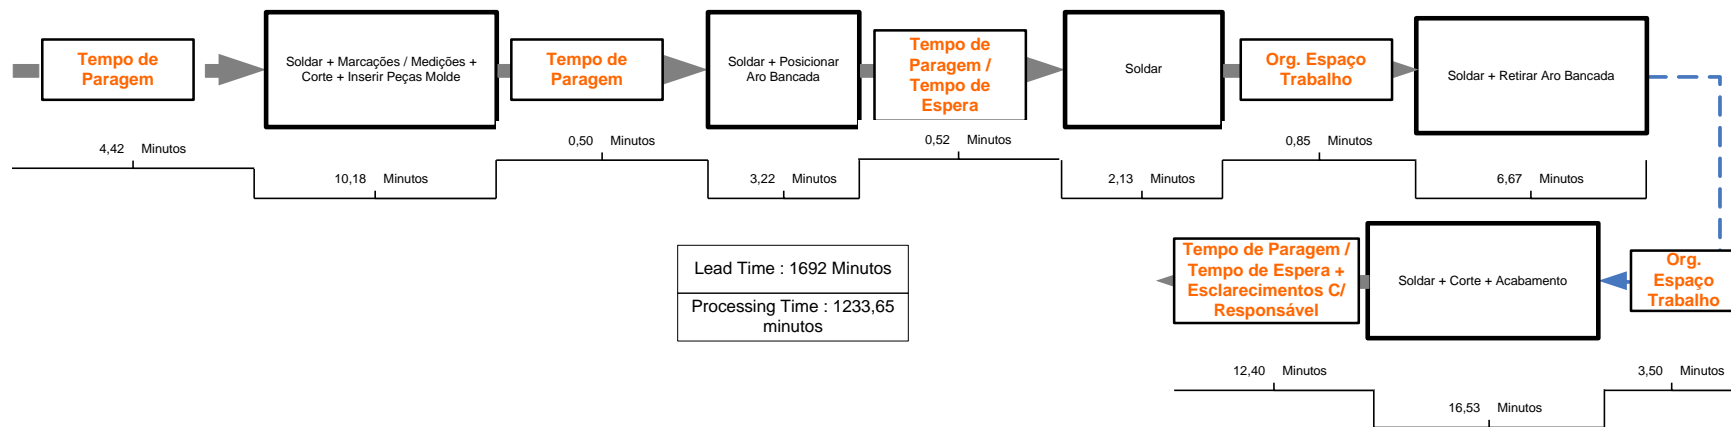 Tempo de
Paragem
Soldar + Marcações / Medições +
Corte + Inserir Peças Molde
Tempo de
Paragem
Soldar + Posicionar
Aro Bancada
Tempo de
Paragem /
Tempo de
Espera
Soldar
Org. Espaço
Trabalho
Soldar + Retirar Aro Bancada
4,42 Minutos
10,18 Minutos
0,50 Minutos
3,22 Minutos
0,52 Minutos
2,13 Minutos
0,85 Minutos
6,67 Minutos
Lead Time : 1692 Minutos
Processing Time : 1233,65
minutos
Tempo de Paragem /
Tempo de Espera +
Esclarecimentos C/
Responsável
Soldar + Corte + Acabamento
Org.
Espaço
Trabalho
12,40 Minutos
16,53 Minutos
3,50 Minutos